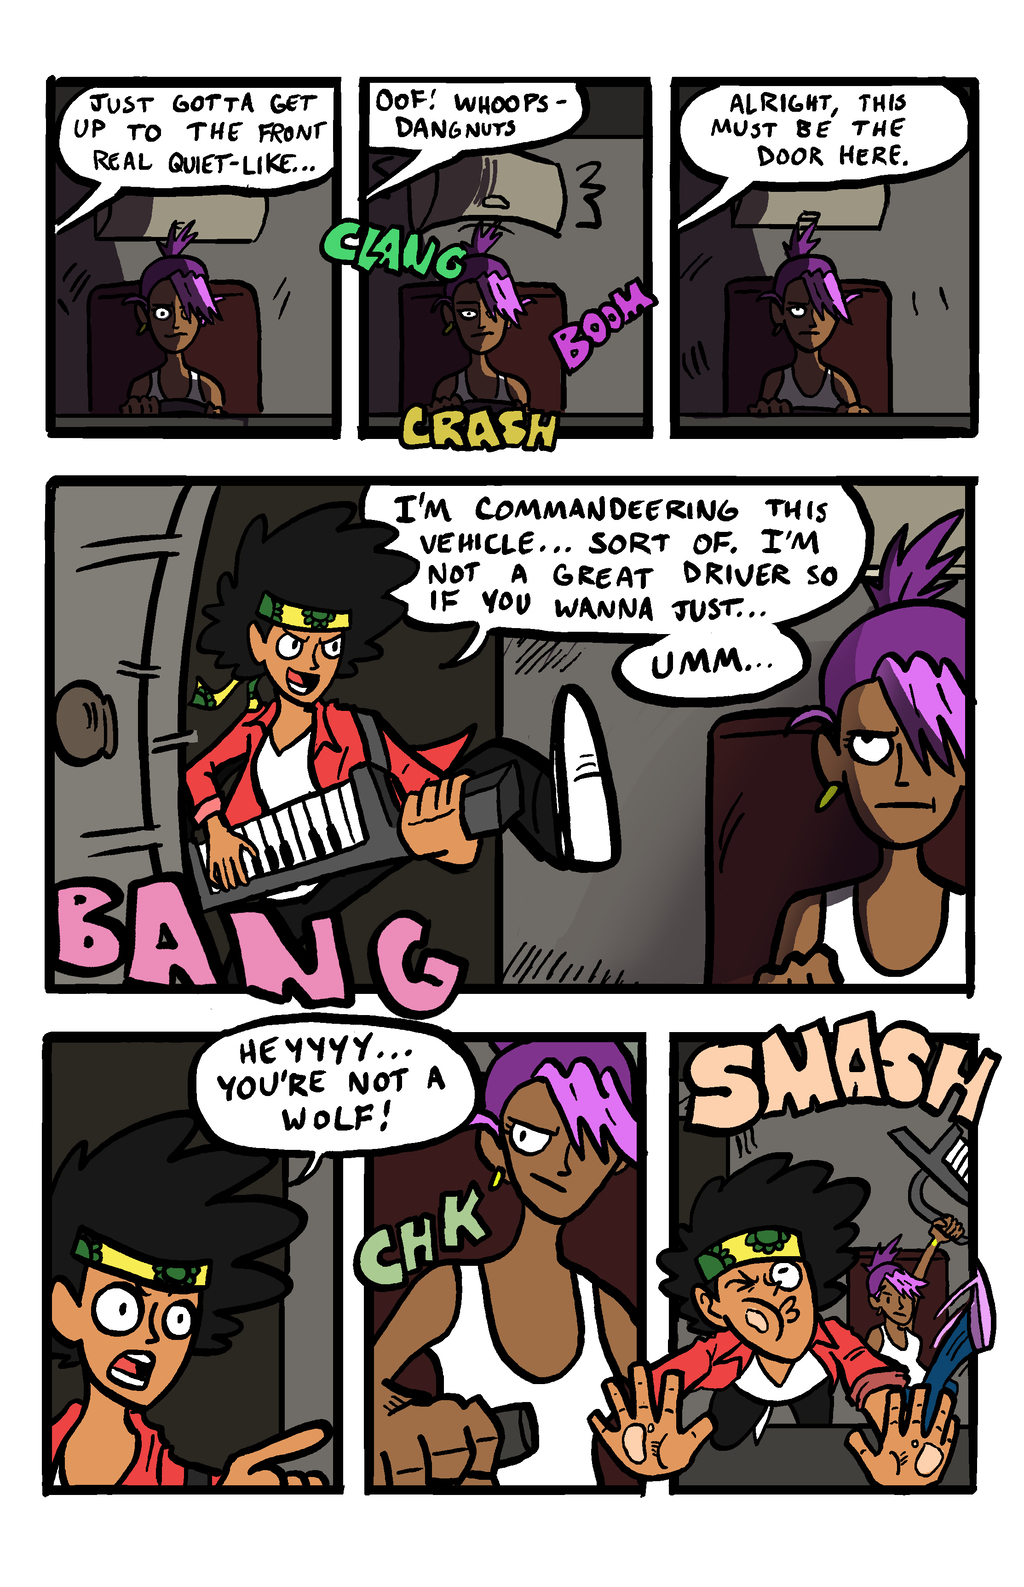 JUST GOTTA GET
UP TO THE FRONT
REAL QUIET-LIKE...
OOF! WHOOPS-
DANGNUTS
CLANG
BOOM
CRASH
ALRIGHT, THIS
MUST BE THE
DOOR HERE.
I'M COMMANDEERING THIS
VEHICLE... SORT OF. I'M
NOT A GREAT DRIVER SO
IF YOU WANNA JUST...
UMM...
BANG
HEYYYY...
YOU'RE NOT A
WOLF!
CHK
SMASH